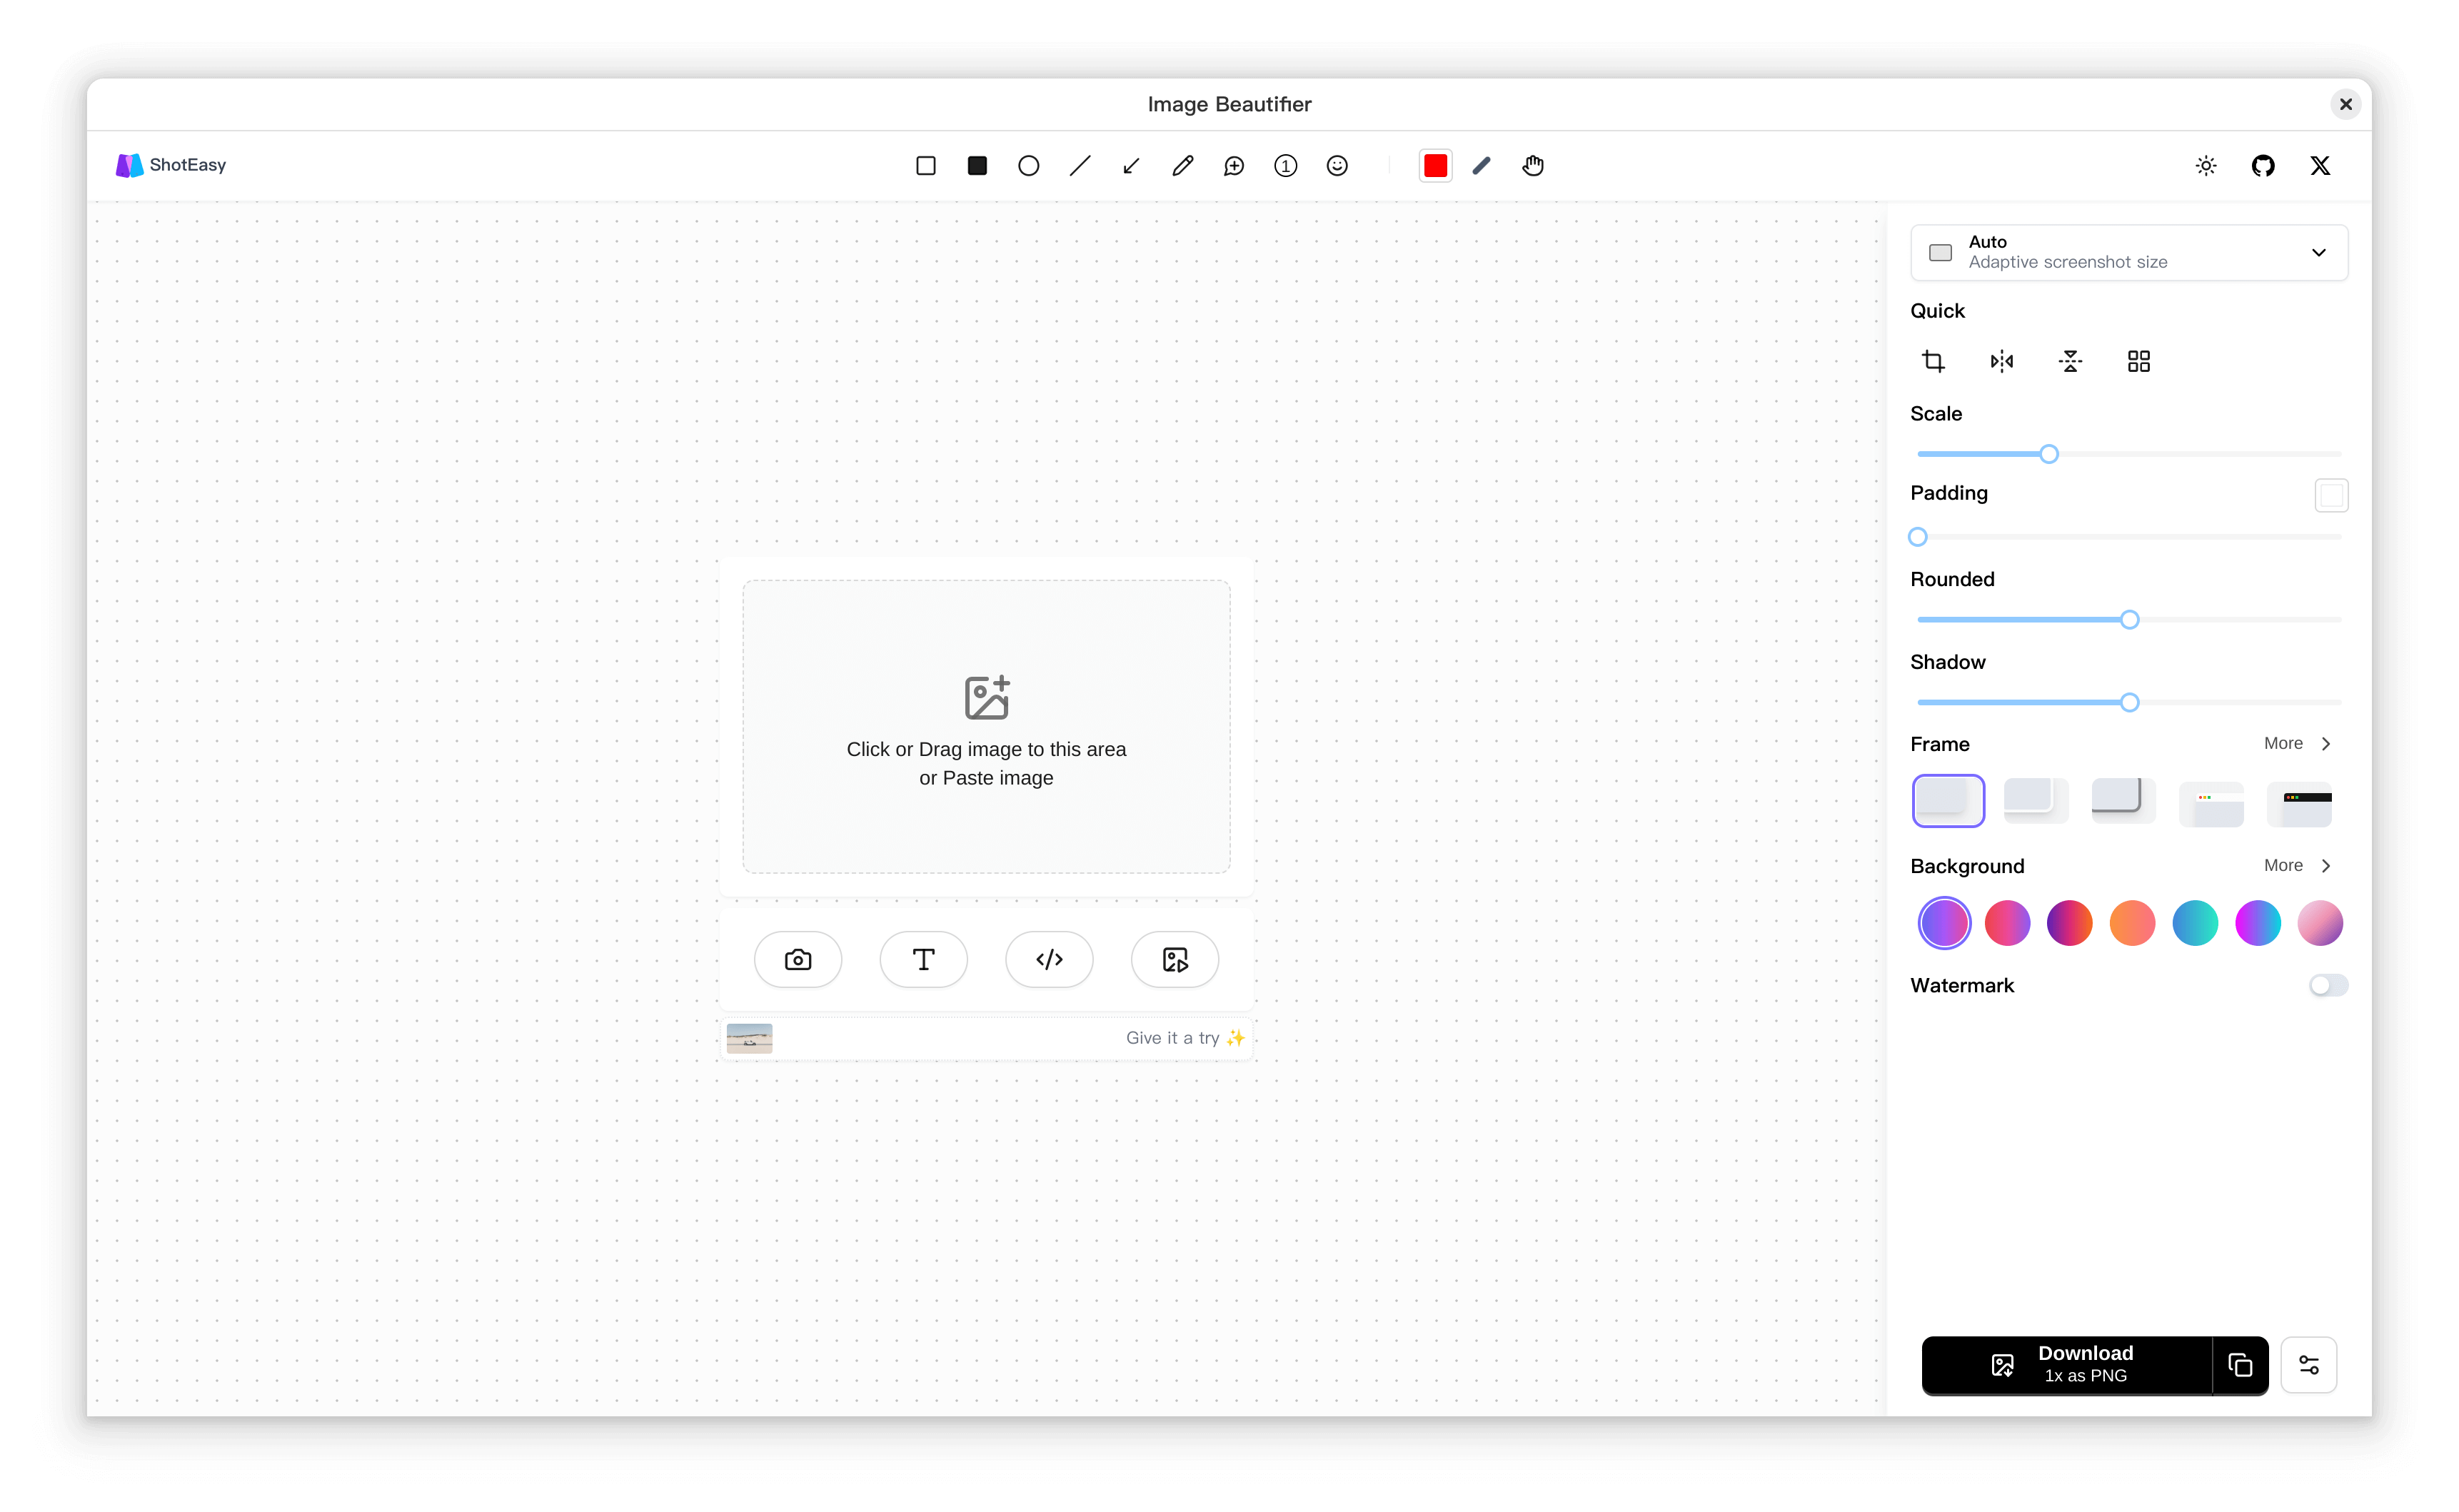 Image Beautifier
ShotEasy
1
Auto
Adaptive screenshot size
Quick
Scale
Padding
Rounded
Shadow
Frame
More
Background
More
Watermark
Click or Drag image to this area
or Paste image
Give it a try ✨
Download
1x as PNG